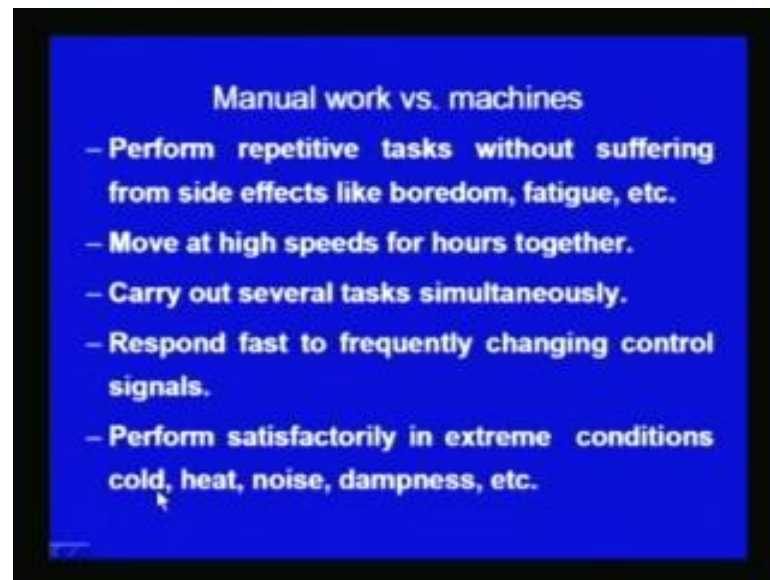 Manual work vs. machines
– Perform repetitive tasks without suffering
from side effects like boredom, fatigue, etc.
– Move at high speeds for hours together.
– Carry out several tasks simultaneously.
– Respond fast to frequently changing control
signals.
– Perform satisfactorily in extreme conditions
cold, heat, noise, dampness, etc.